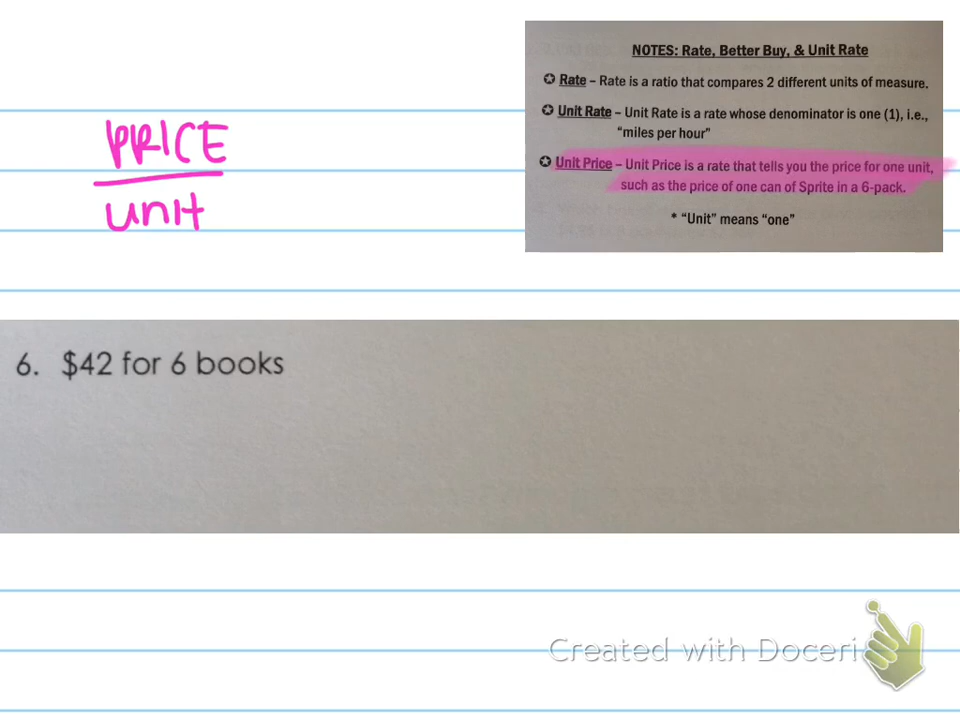 NOTES: Rate, Better Buy, & Unit Rate
✪ Rate – Rate is a ratio that compares 2 different units of measure.
✪ Unit Rate – Unit Rate is a rate whose denominator is one (1), i.e.,
"miles per hour"
✪ Unit Price – Unit Price is a rate that tells you the price for one unit,
such as the price of one can of Sprite in a 6-pack.
* "Unit" means "one"
PRICE
unit
6. $42 for 6 books
Created with Doceri